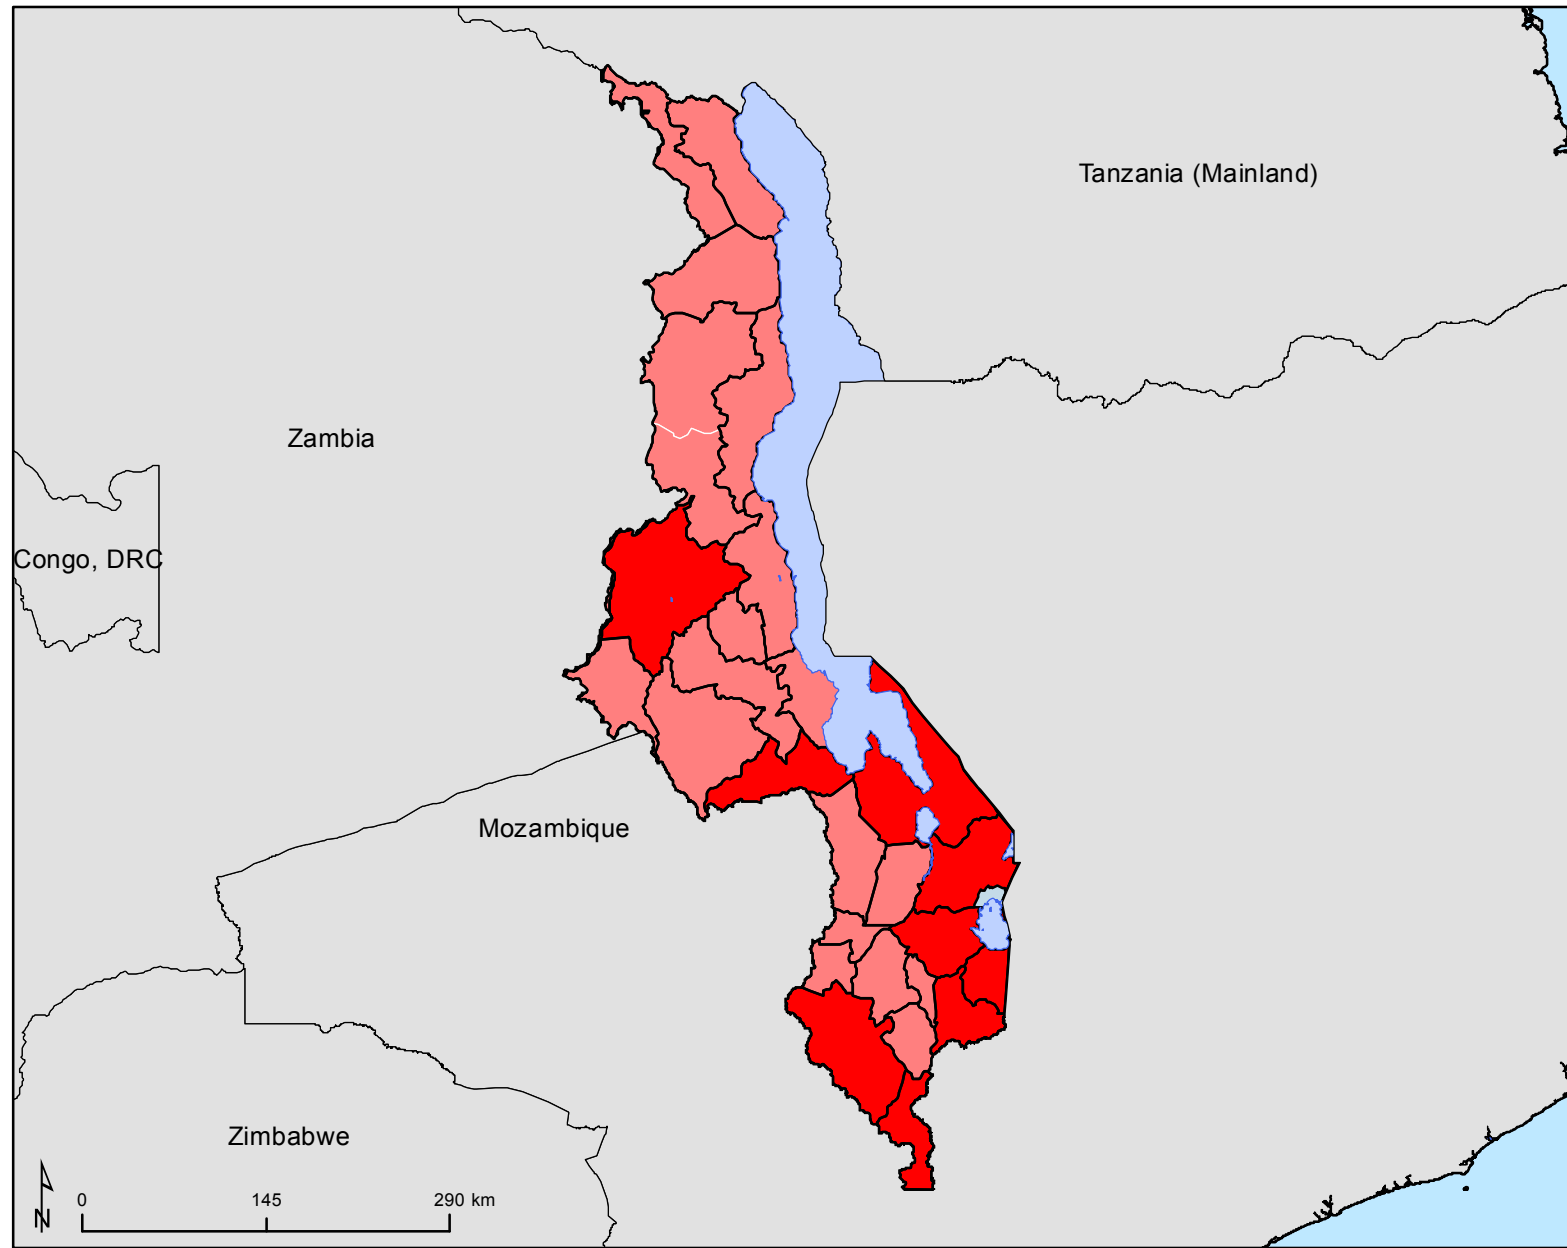 Tanzania (Mainland)
Zambia
Congo, DRC
Mozambique
Zimbabwe
N
0 145 290 km